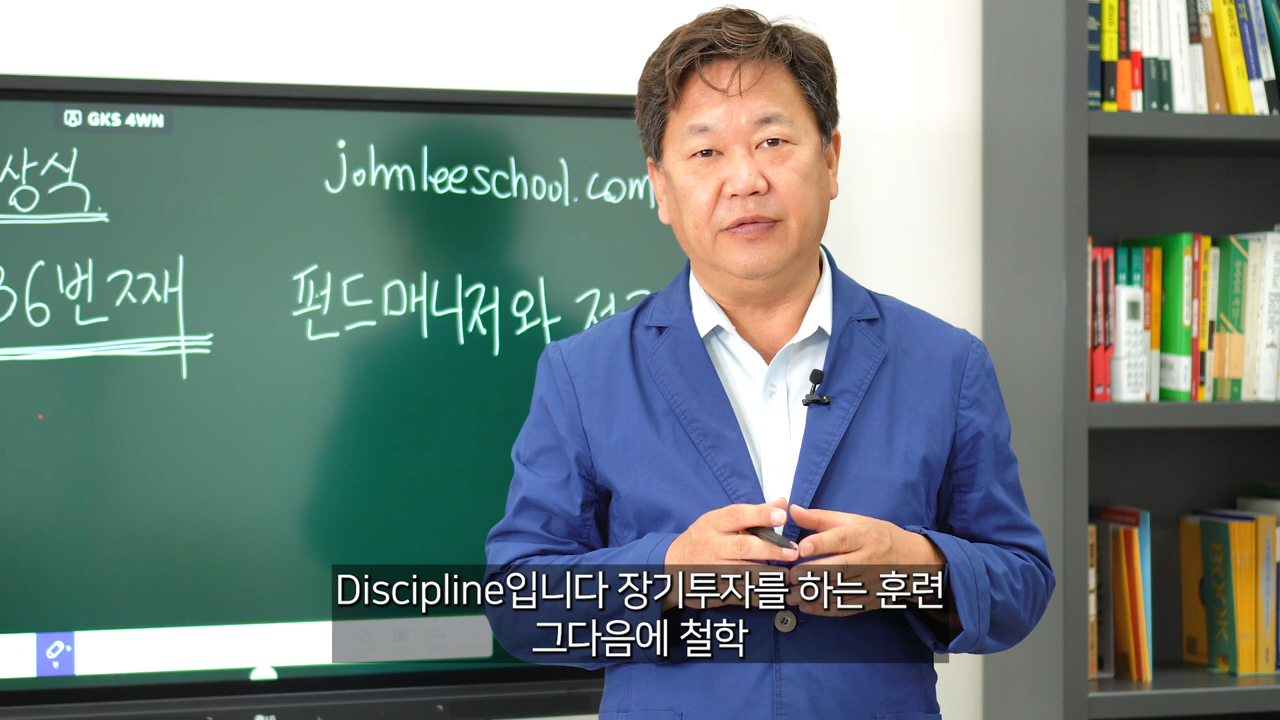 GKS 4WN
상식.
johnleeschool.com
36번째
펀드매니저와
Discipline입니다 장기투자를 하는 훈련
그다음에 철학